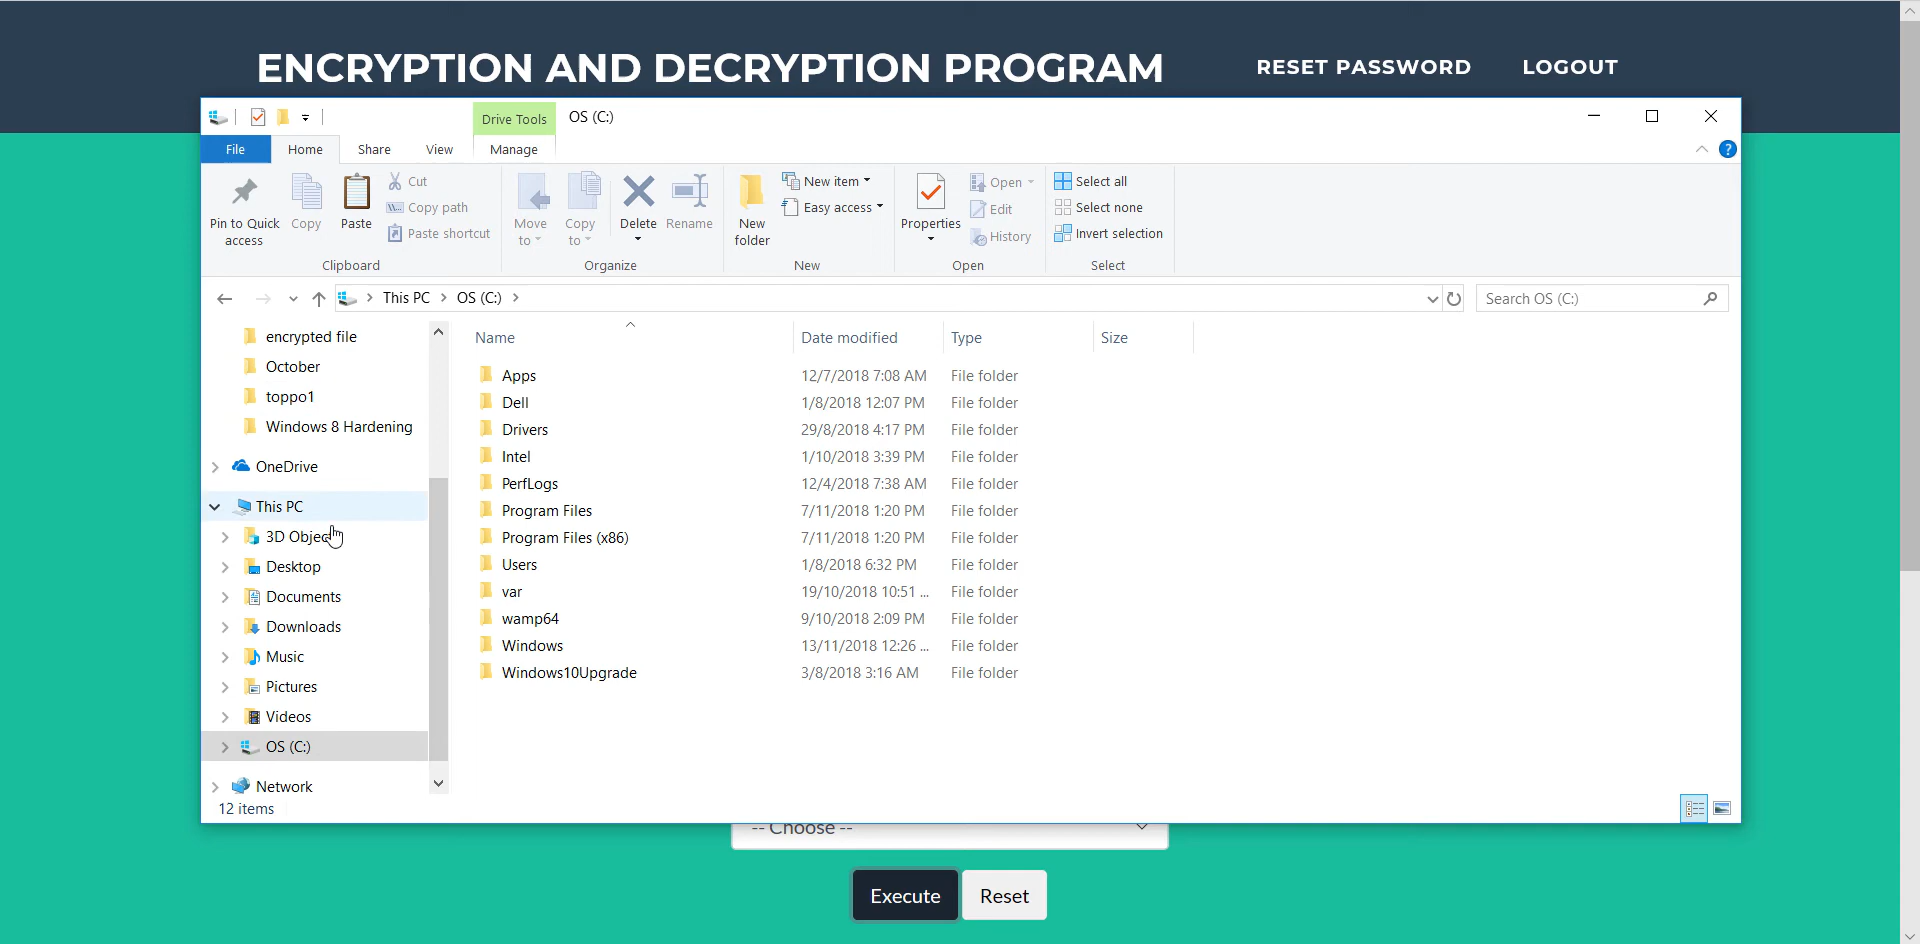 ENCRYPTION AND DECRYPTION PROGRAM RESET PASSWORD LOGOUT
Drive Tools OS (C:)
File Home Share View Manage
Pin to Quick access
Copy
Paste
Cut
Copy path
Paste shortcut
Clipboard
Move to
Copy to
Delete
Rename
Organize
New folder
New item
Easy access
New
Properties
Open
Edit
History
Open
Select all
Select none
Invert selection
Select
This PC OS (C:)
Search OS (C:)
encrypted file
October
toppo1
Windows 8 Hardening
OneDrive
This PC
3D Objec
Desktop
Documents
Downloads
Music
Pictures
Videos
OS (C:)
Network
12 items
Name Date modified Type Size
Apps 12/7/2018 7:08 AM File folder
Dell 1/8/2018 12:07 PM File folder
Drivers 29/8/2018 4:17 PM File folder
Intel 1/10/2018 3:39 PM File folder
PerfLogs 12/4/2018 7:38 AM File folder
Program Files 7/11/2018 1:20 PM File folder
Program Files (x86) 7/11/2018 1:20 PM File folder
Users 1/8/2018 6:32 PM File folder
var 19/10/2018 10:51 ... File folder
wamp64 9/10/2018 2:09 PM File folder
Windows 13/11/2018 12:26 ... File folder
Windows10Upgrade 3/8/2018 3:16 AM File folder
-- Choose --
Execute Reset